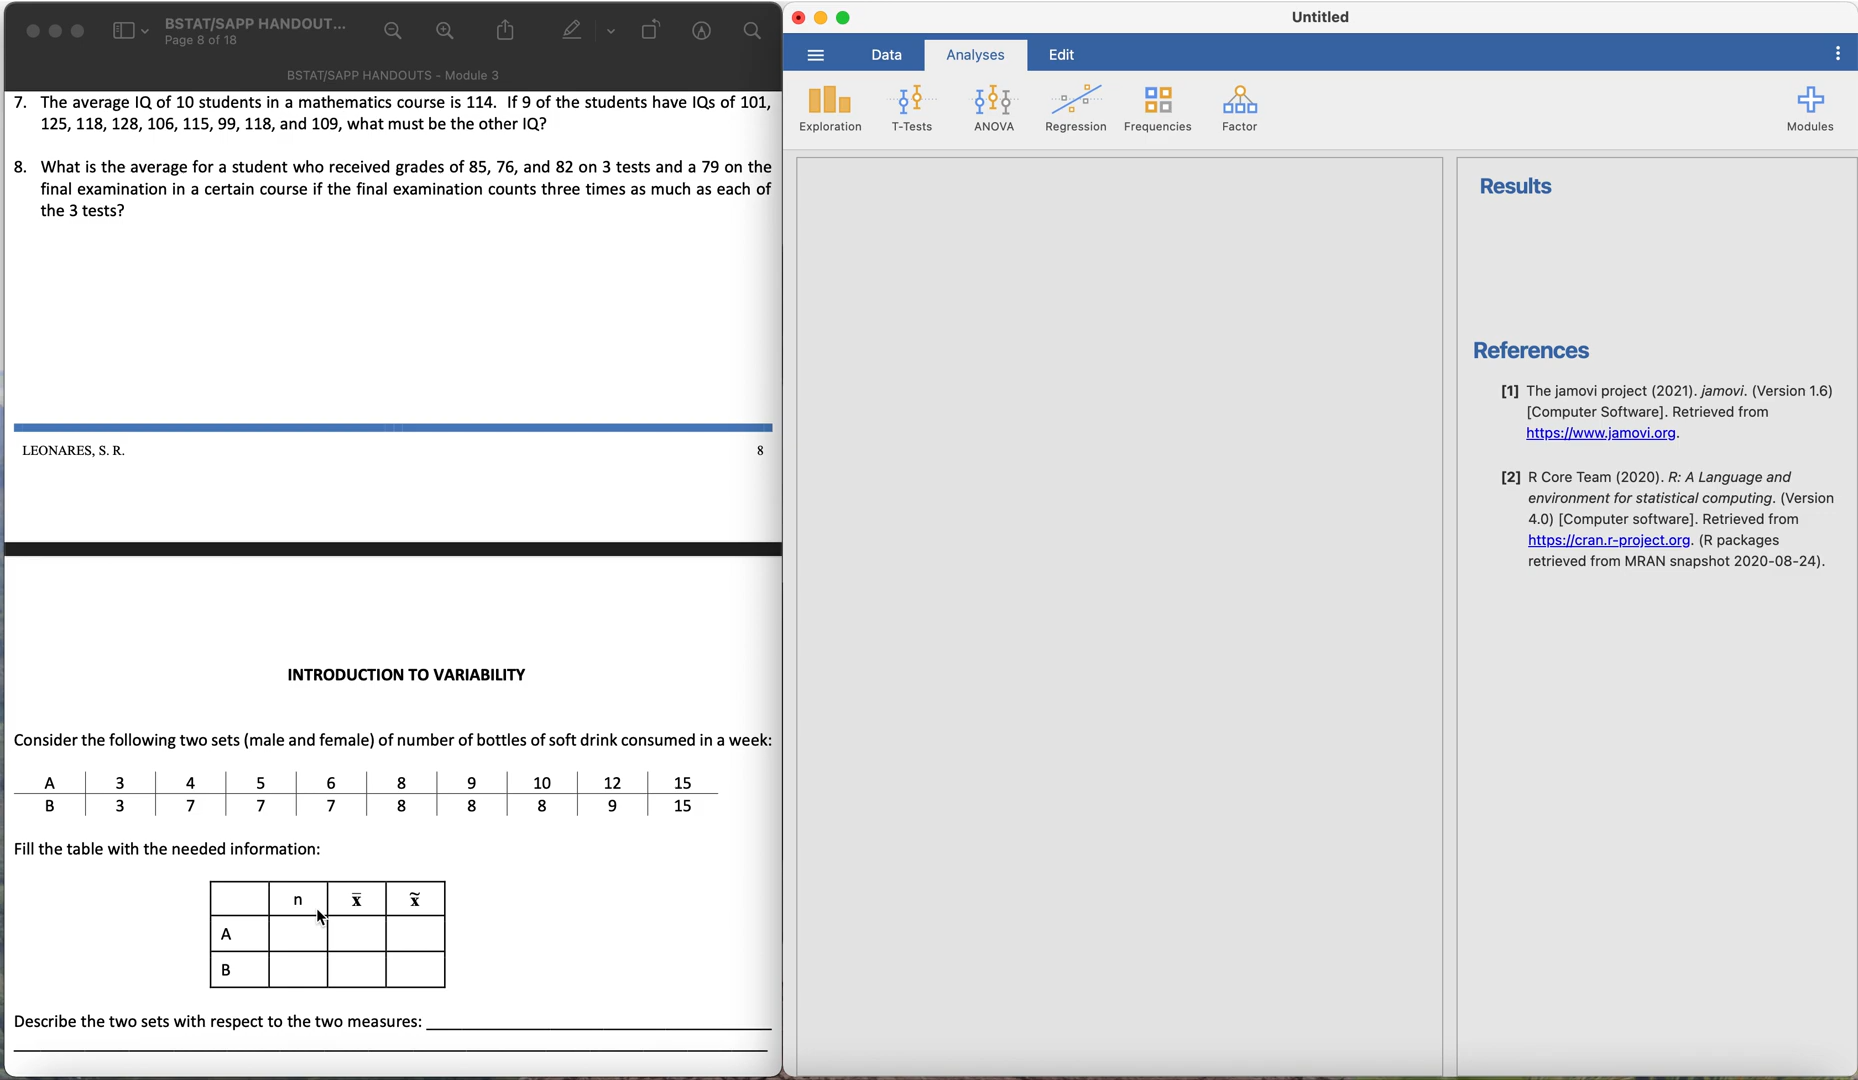 BSTAT/SAPP HANDOUT...
Page 8 of 18
BSTAT/SAPP HANDOUTS - Module 3
7. The average IQ of 10 students in a mathematics course is 114. If 9 of the students have IQs of 101,
125, 118, 128, 106, 115, 99, 118, and 109, what must be the other IQ?
8. What is the average for a student who received grades of 85, 76, and 82 on 3 tests and a 79 on the
final examination in a certain course if the final examination counts three times as much as each of
the 3 tests?
LEONARES, S. R. 8
INTRODUCTION TO VARIABILITY
Consider the following two sets (male and female) of number of bottles of soft drink consumed in a week:
A 3 4 5 6 8 9 10 12 15
B 3 7 7 7 8 8 8 9 15
Fill the table with the needed information:
n x̄ x̃
A
B
Describe the two sets with respect to the two measures:
Untitled
Data Analyses Edit
Exploration T-Tests ANOVA Regression Frequencies Factor Modules
Results
References
[1] The jamovi project (2021). jamovi. (Version 1.6)
[Computer Software]. Retrieved from
https://www.jamovi.org.
[2] R Core Team (2020). R: A Language and
environment for statistical computing. (Version
4.0) [Computer software]. Retrieved from
https://cran.r-project.org. (R packages
retrieved from MRAN snapshot 2020-08-24).